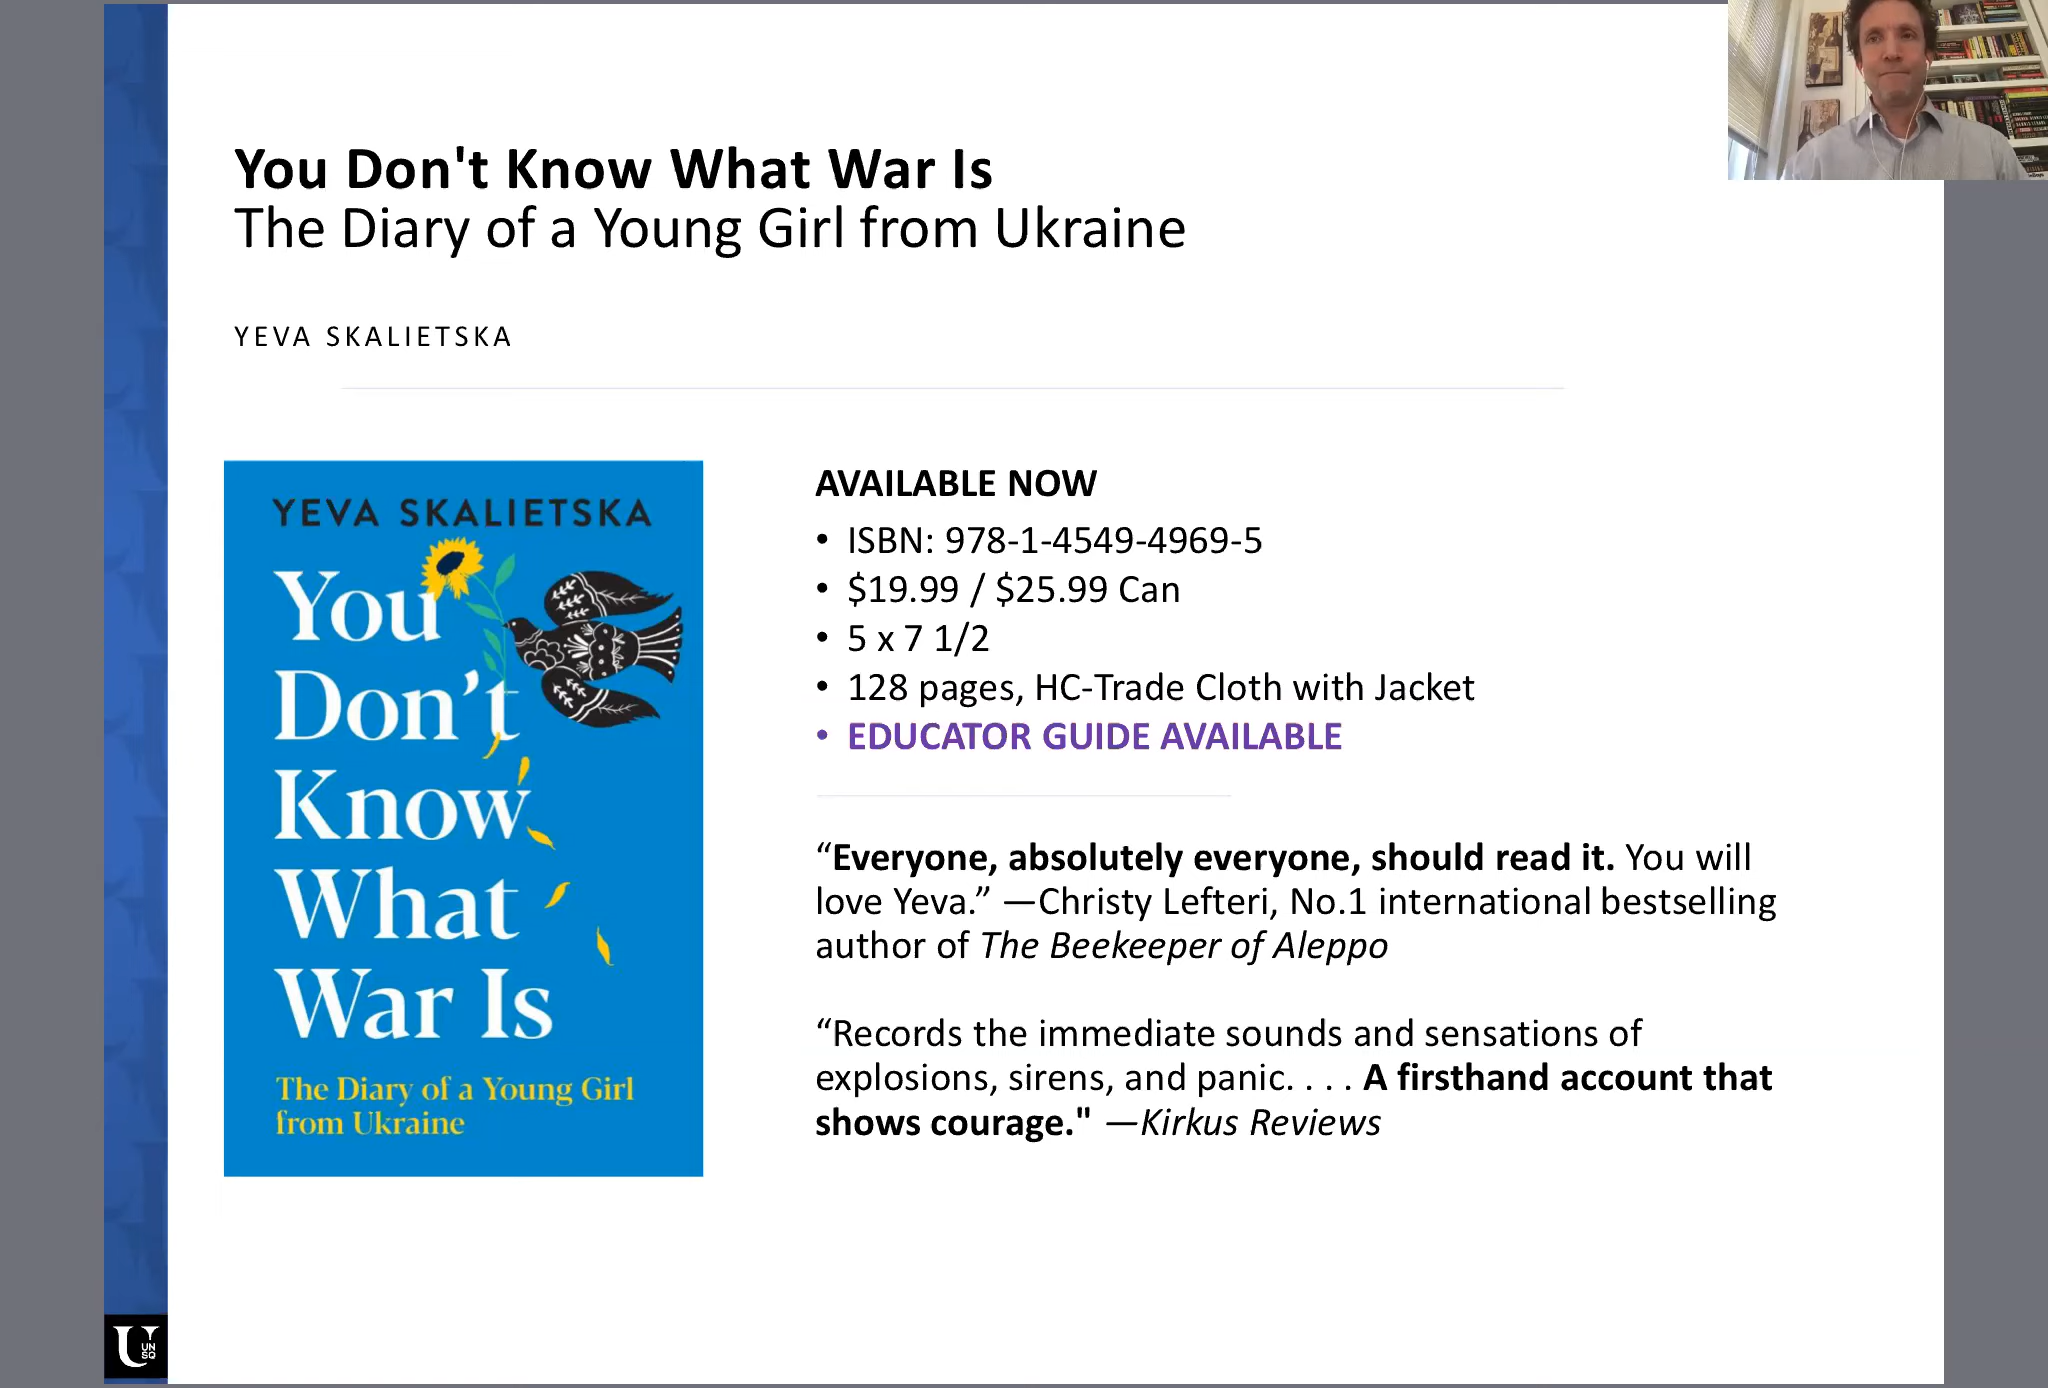 You Don't Know What War Is
The Diary of a Young Girl from Ukraine
YEVA SKALIETSKA
YEVA SKALIETSKA
You
Don’t
Know
What
War Is
The Diary of a Young Girl
from Ukraine
AVAILABLE NOW
• ISBN: 978-1-4549-4969-5
• $19.99 / $25.99 Can
• 5 x 7 1/2
• 128 pages, HC-Trade Cloth with Jacket
• EDUCATOR GUIDE AVAILABLE
“Everyone, absolutely everyone, should read it. You will
love Yeva.” —Christy Lefteri, No.1 international bestselling
author of The Beekeeper of Aleppo
“Records the immediate sounds and sensations of
explosions, sirens, and panic. . . . A firsthand account that
shows courage." —Kirkus Reviews
U
UN
SQ